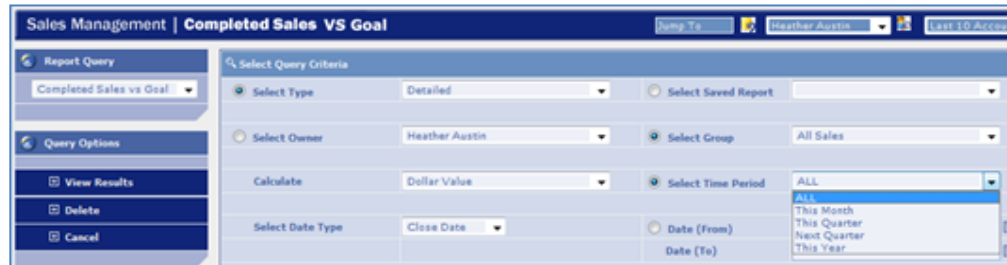 Sales Management | Completed Sales VS Goal
Jump To
Heather Austin
Last 10 Accou
Report Query
Completed Sales vs Goal
Query Options
View Results
Delete
Cancel
Select Query Criteria
Select Type Detailed Select Saved Report
Select Owner Heather Austin Select Group All Sales
Calculate Dollar Value Select Time Period ALL
ALL
This Month
This Quarter
Next Quarter
This Year
Select Date Type Close Date Date (From)
Date (To)